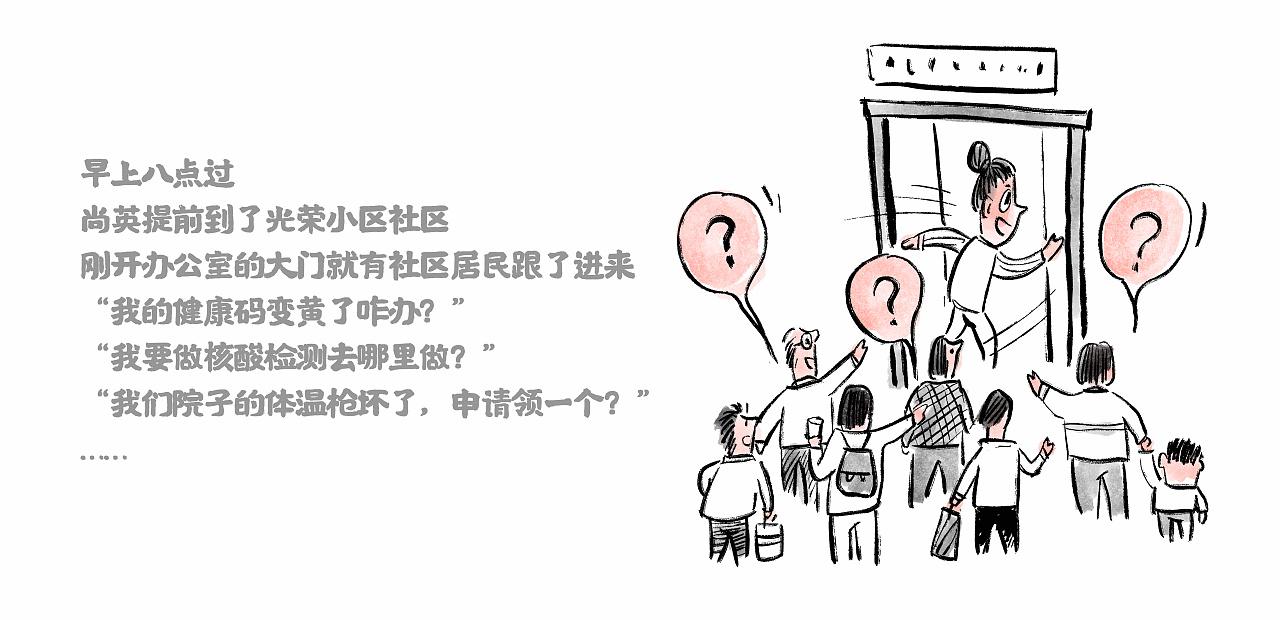 早上八点过
尚英提前到了光荣小区社区
刚开办公室的大门就有社区居民跟了进来
“我的健康码变黄了咋办？”
“我要做核酸检测去哪里做？”
“我们院子的体温枪坏了，申请领一个？”
……
?
?
?